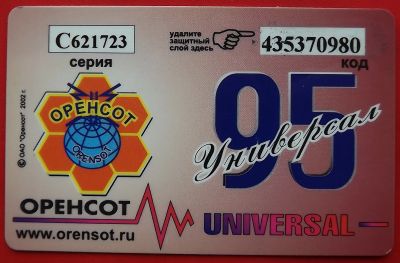 С621723
серия
удалите
защитный
слой здесь
435370980
код
© ОАО "Оренсот" 2002 г.
ОРЕНСОТ
ORENSOT
95
Универсал
ОРЕНСОТ
www.orensot.ru
UNIVERSAL